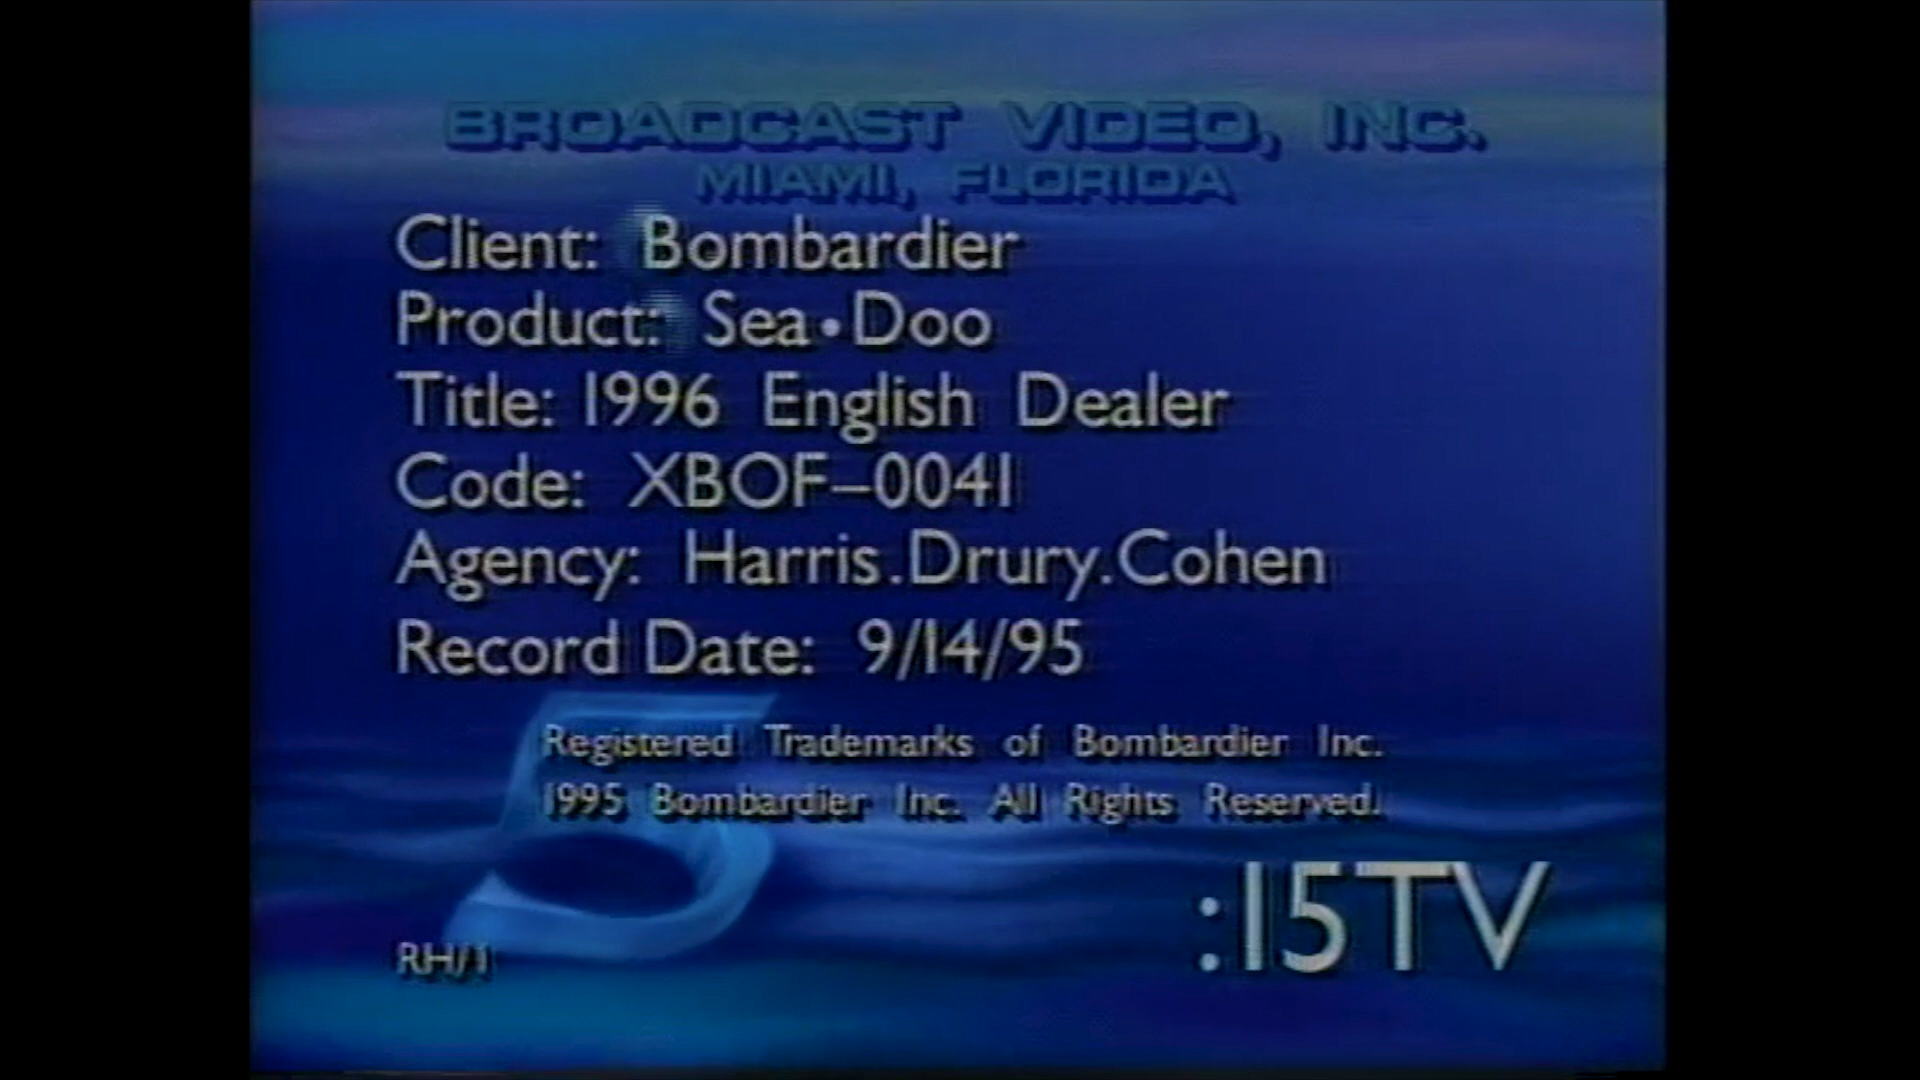 BROADCAST VIDEO, INC.
MIAMI, FLORIDA
Client: Bombardier
Product: Sea•Doo
Title: 1996 English Dealer
Code: XBOF–0041
Agency: Harris.Drury.Cohen
Record Date: 9/14/95
5
Registered Trademarks of Bombardier Inc.
1995 Bombardier Inc. All Rights Reserved.
:15TV
RH/1